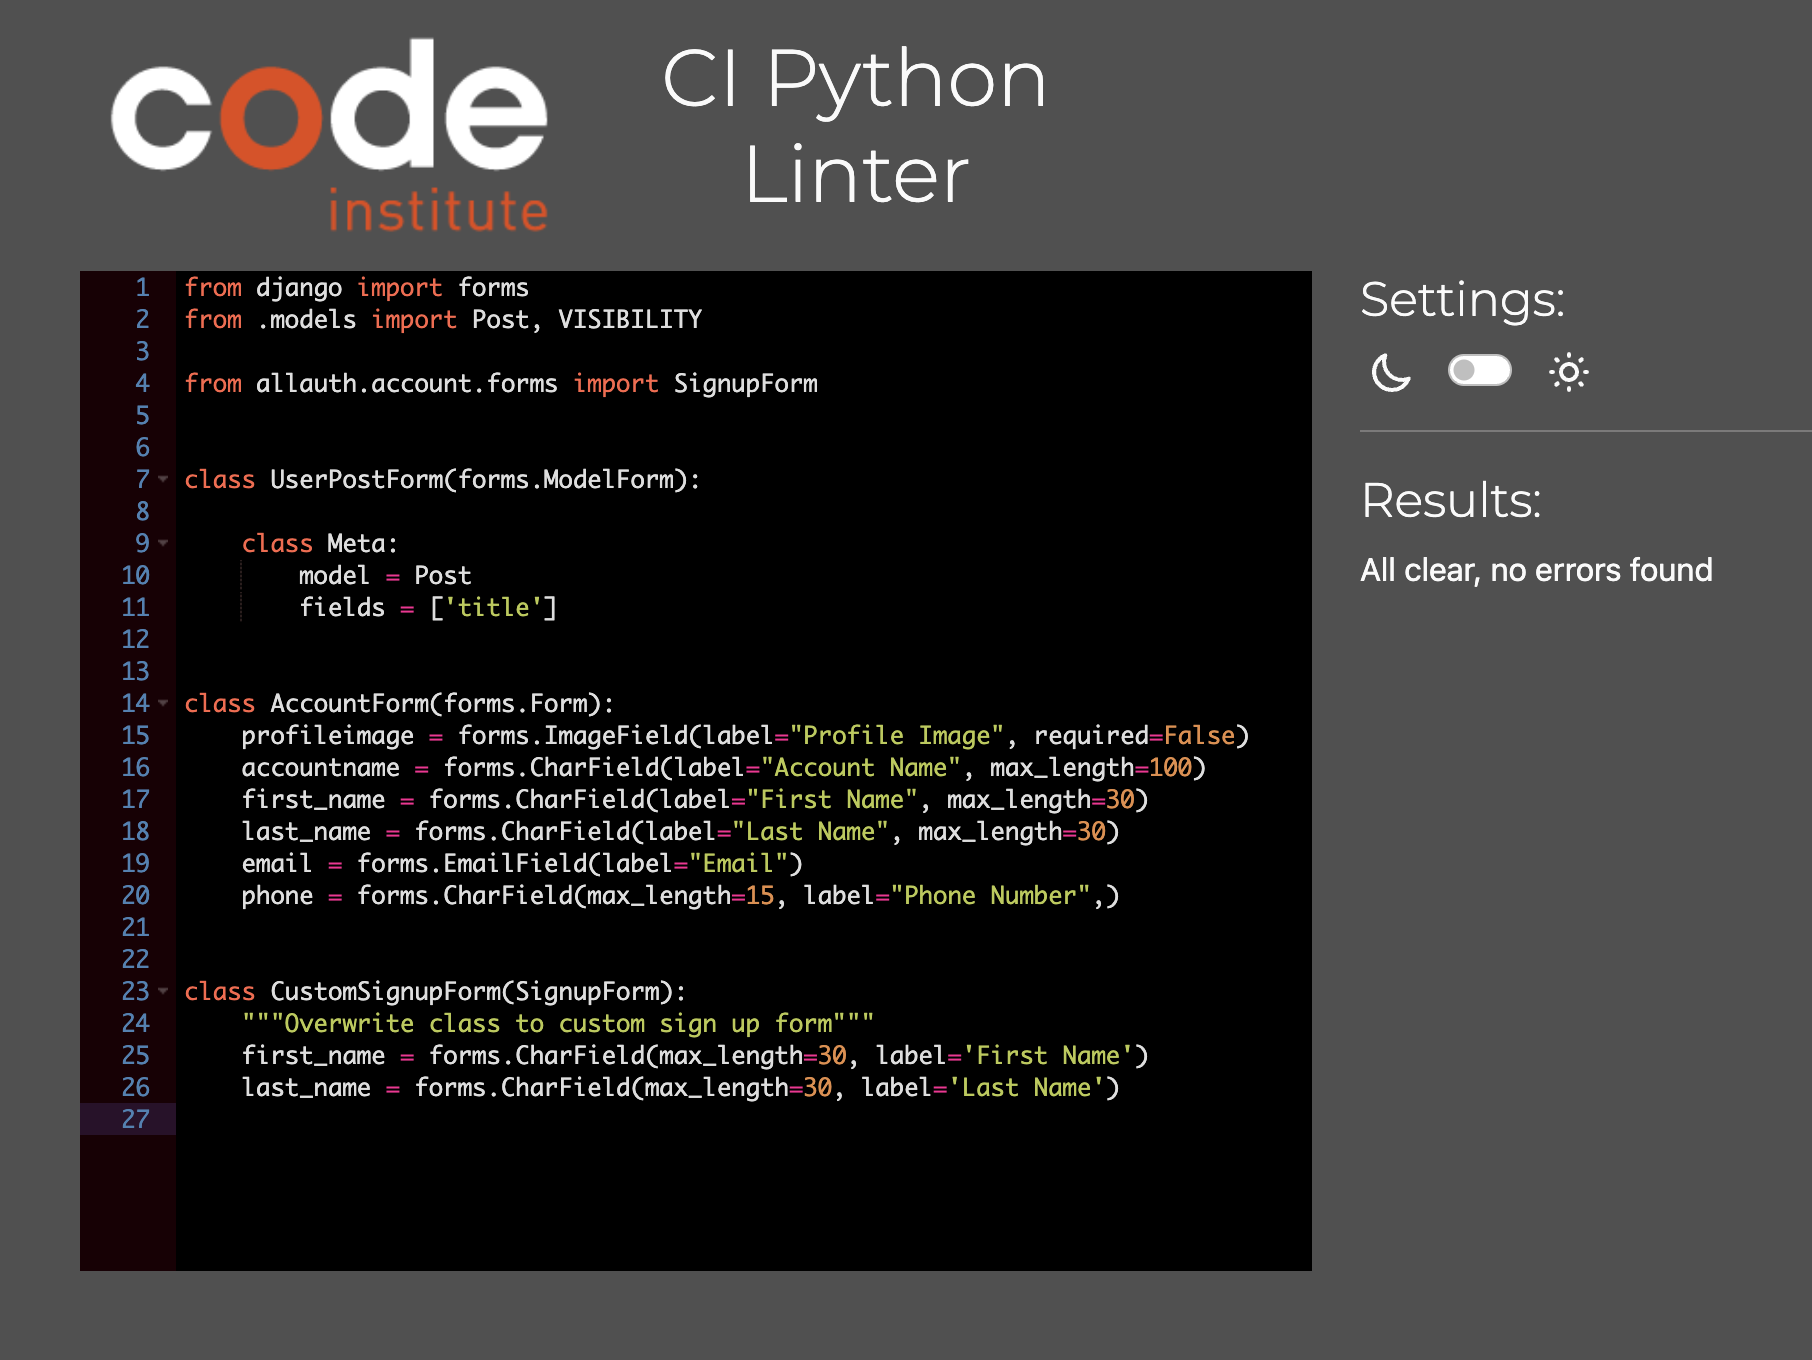 code
institute
CI Python
Linter
1 from django import forms
2 from .models import Post, VISIBILITY
3
4 from allauth.account.forms import SignupForm
5
6
7 class UserPostForm(forms.ModelForm):
8
9     class Meta:
10         model = Post
11         fields = ['title']
12
13
14 class AccountForm(forms.Form):
15     profileimage = forms.ImageField(label="Profile Image", required=False)
16     accountname = forms.CharField(label="Account Name", max_length=100)
17     first_name = forms.CharField(label="First Name", max_length=30)
18     last_name = forms.CharField(label="Last Name", max_length=30)
19     email = forms.EmailField(label="Email")
20     phone = forms.CharField(max_length=15, label="Phone Number",)
21
22
23 class CustomSignupForm(SignupForm):
24     """Overwrite class to custom sign up form"""
25     first_name = forms.CharField(max_length=30, label='First Name')
26     last_name = forms.CharField(max_length=30, label='Last Name')
27
Settings:
Results:
All clear, no errors found